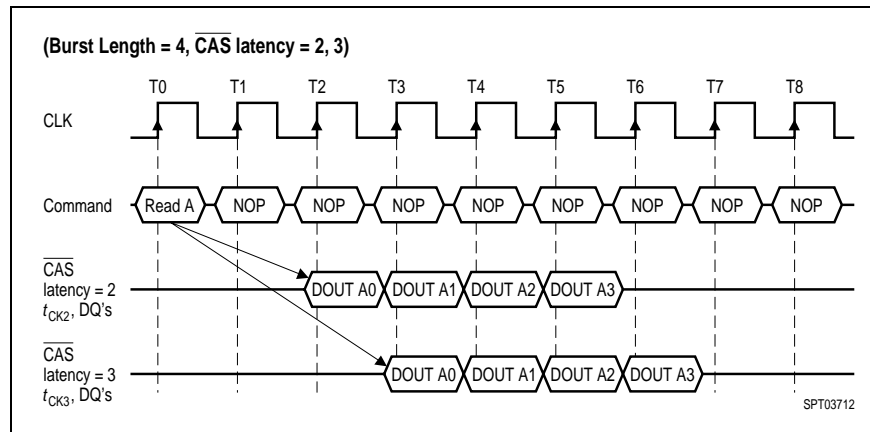 (Burst Length = 4, CAS latency = 2, 3)
T0 T1 T2 T3 T4 T5 T6 T7 T8
CLK
Command Read A NOP NOP NOP NOP NOP NOP NOP NOP
CAS
latency = 2
tCK2, DQ's
DOUT A0 DOUT A1 DOUT A2 DOUT A3
CAS
latency = 3
tCK3, DQ's
DOUT A0 DOUT A1 DOUT A2 DOUT A3
SPT03712